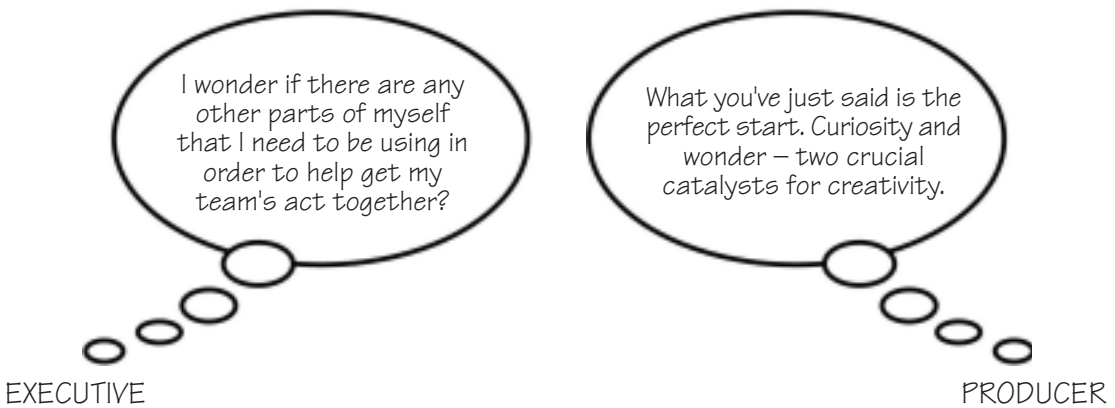 I wonder if there are any
other parts of myself
that I need to be using in
order to help get my
team's act together?
What you've just said is the
perfect start. Curiosity and
wonder – two crucial
catalysts for creativity.
EXECUTIVE
PRODUCER